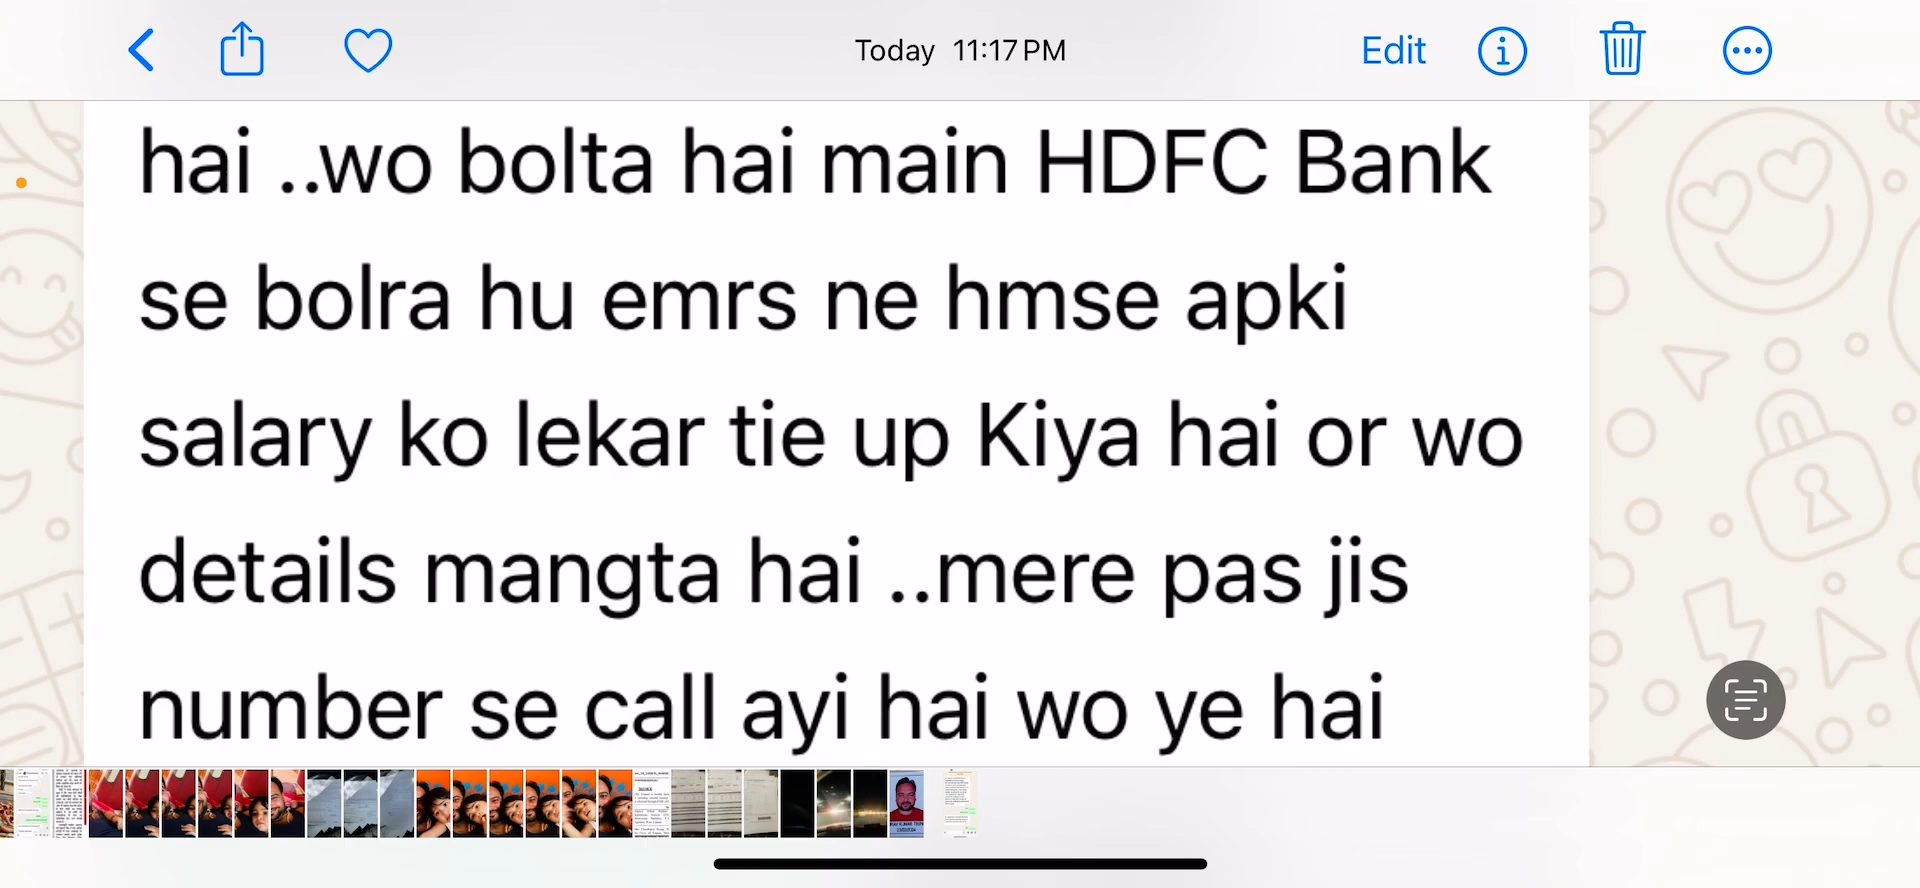 Today 11:17 PM
Edit
hai ..wo bolta hai main HDFC Bank
se bolra hu emrs ne hmse apki
salary ko lekar tie up Kiya hai or wo
details mangta hai ..mere pas jis
number se call ayi hai wo ye hai